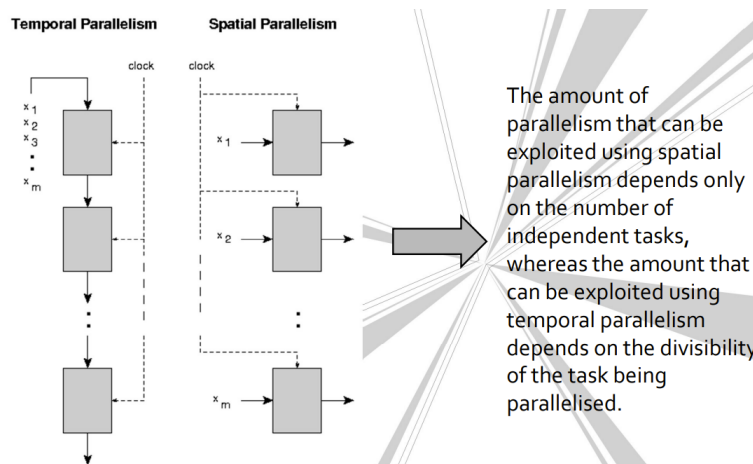 Temporal Parallelism
Spatial Parallelism
clock
clock
x1
x2
x3
xm
x1
x2
xm
The amount of
parallelism that can be
exploited using spatial
parallelism depends only
on the number of
independent tasks,
whereas the amount that
can be exploited using
temporal parallelism
depends on the divisibility
of the task being
parallelised.